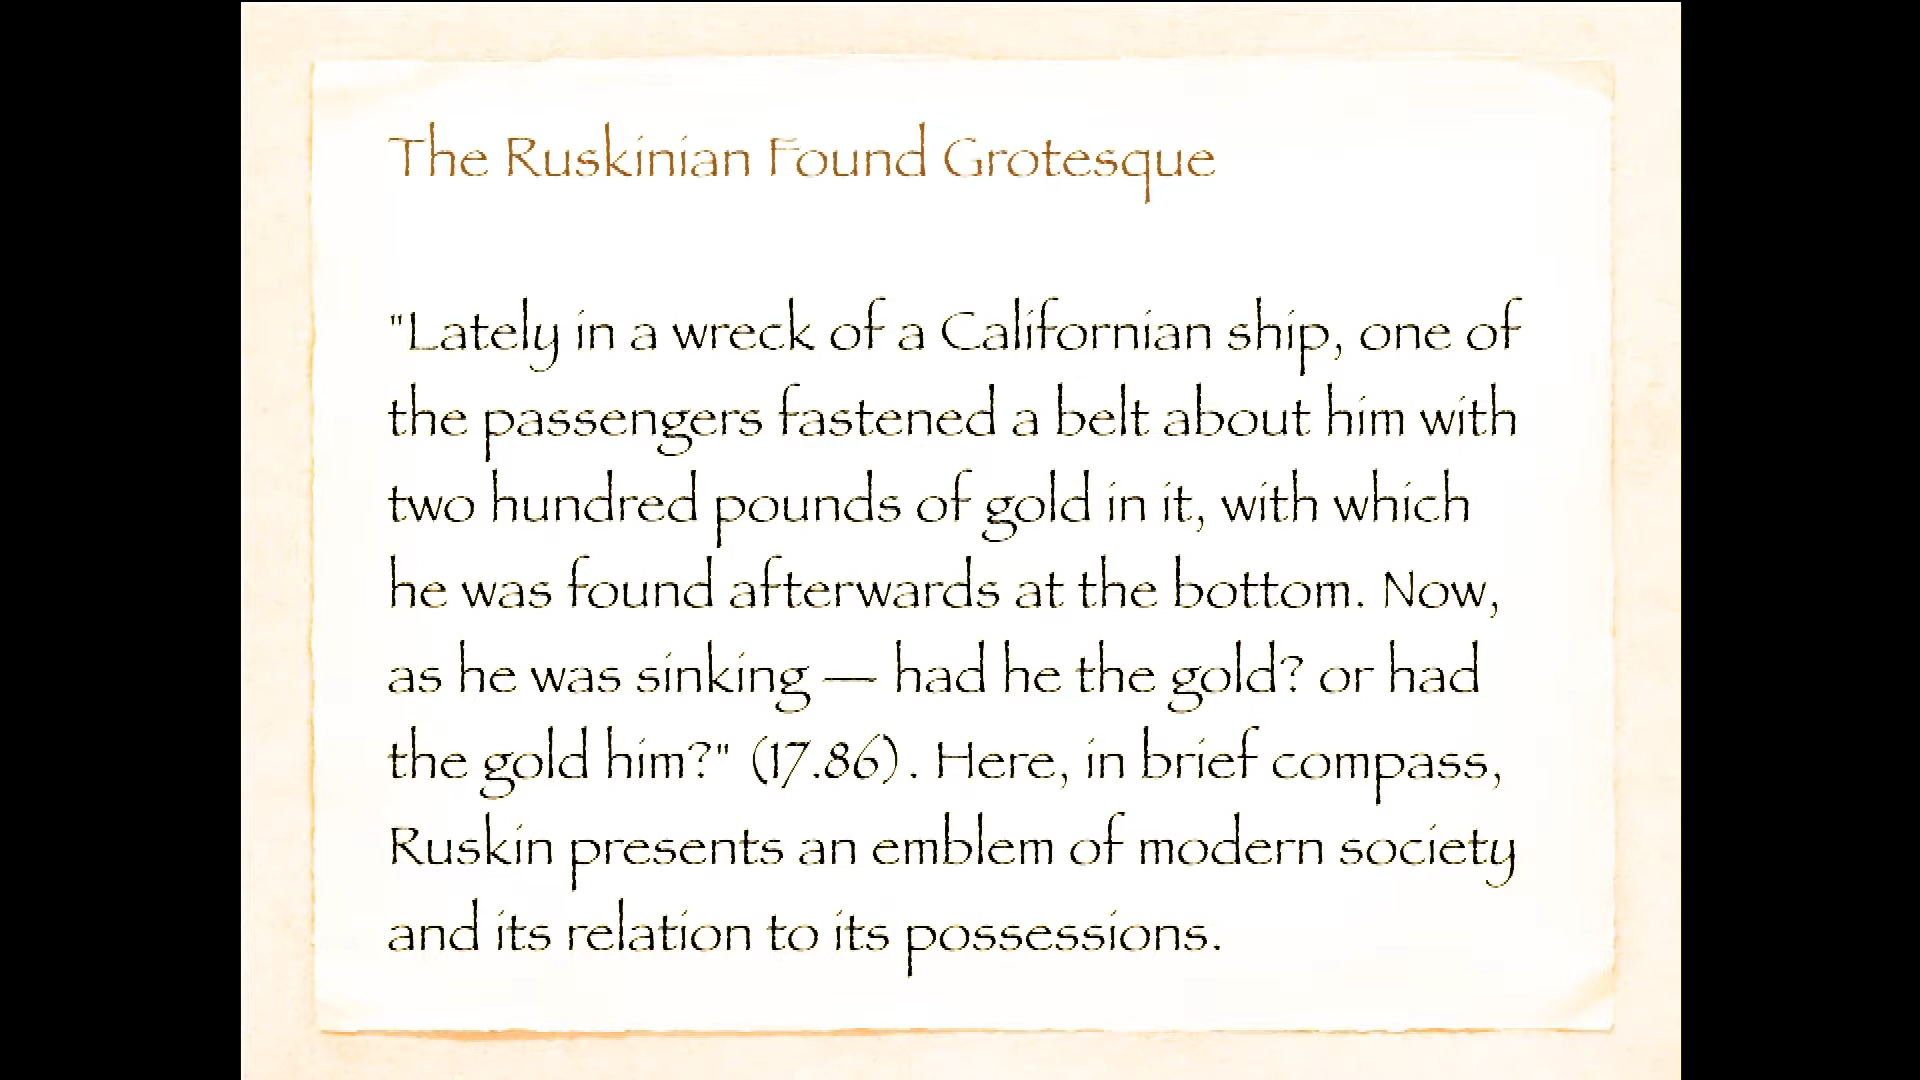 The Ruskinian Found Grotesque
"Lately in a wreck of a Californian ship, one of
the passengers fastened a belt about him with
two hundred pounds of gold in it, with which
he was found afterwards at the bottom. Now,
as he was sinking — had he the gold? or had
the gold him?" (17.86). Here, in brief compass,
Ruskin presents an emblem of modern society
and its relation to its possessions.